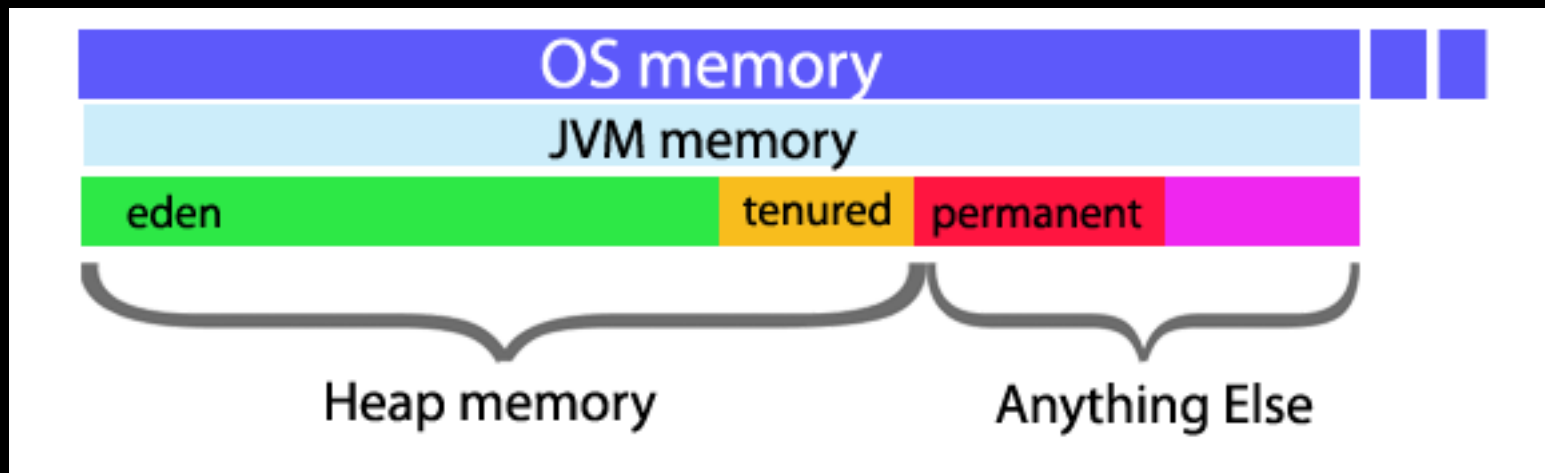 OS memory
JVM memory
eden tenured permanent
Heap memory Anything Else